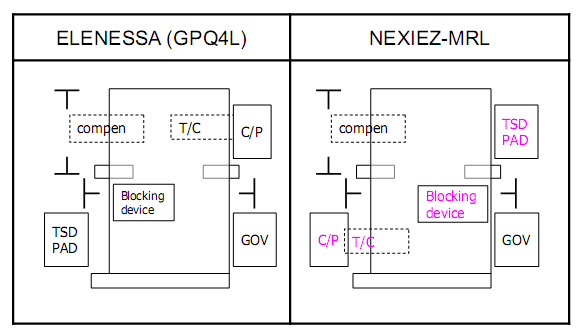 ELENESSA (GPQ4L)
NEXIEZ-MRL
compen
T/C
C/P
Blocking
device
TSD
PAD
GOV
compen
TSD
PAD
Blocking
device
C/P
T/C
GOV